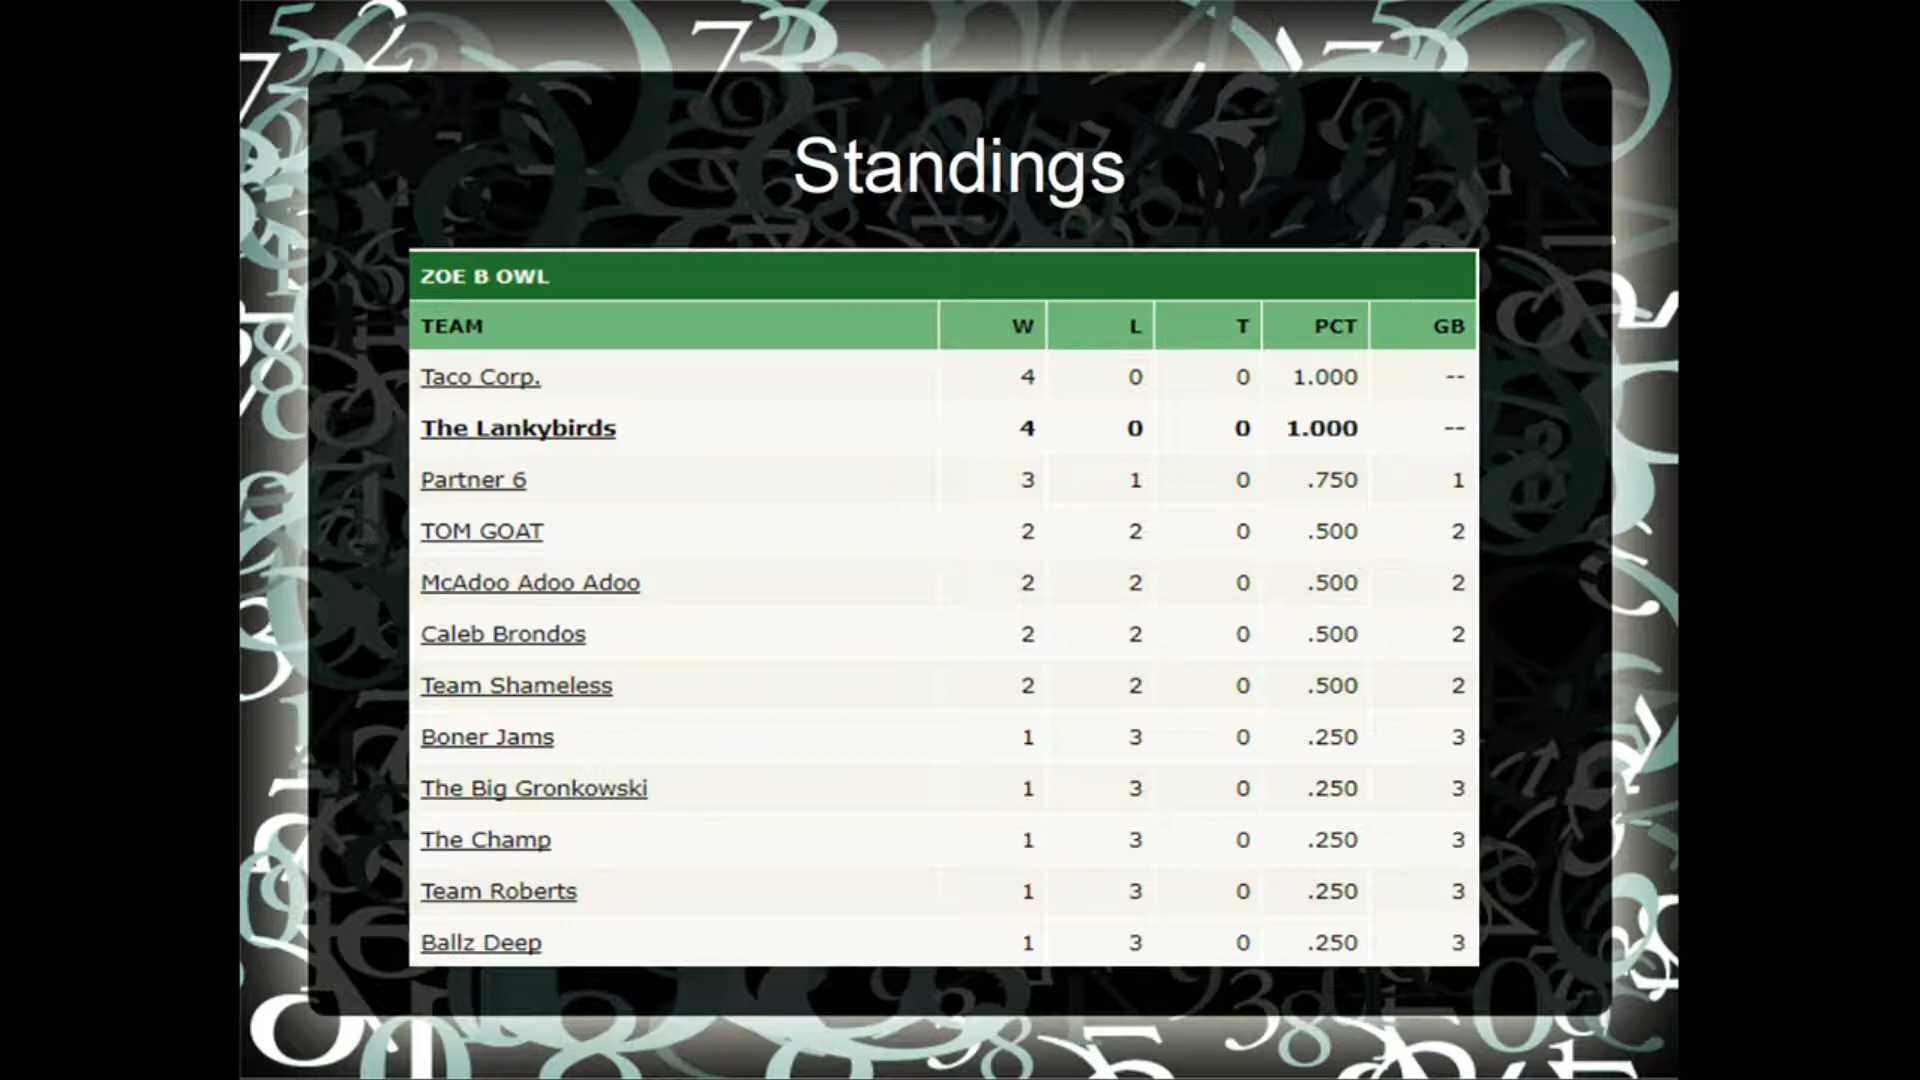 Standings
ZOE B OWL
TEAM W L T PCT GB
Taco Corp. 4 0 0 1.000 --
The Lankybirds 4 0 0 1.000 --
Partner 6 3 1 0 .750 1
TOM GOAT 2 2 0 .500 2
McAdoo Adoo Adoo 2 2 0 .500 2
Caleb Brondos 2 2 0 .500 2
Team Shameless 2 2 0 .500 2
Boner Jams 1 3 0 .250 3
The Big Gronkowski 1 3 0 .250 3
The Champ 1 3 0 .250 3
Team Roberts 1 3 0 .250 3
Ballz Deep 1 3 0 .250 3